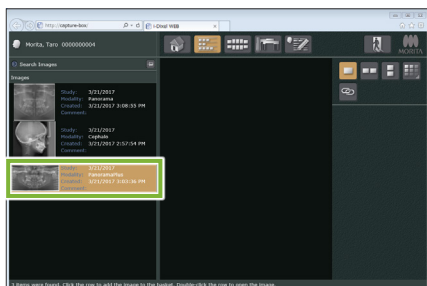 http://capture-box/
i-Dixel WEB
Morita, Taro 0000000004
MORITA
Search Images
Images
Study: 3/21/2017
Modality: Panorama
Created: 3/21/2017 3:08:55 PM
Comment:
Study: 3/21/2017
Modality: Cephalo
Created: 3/21/2017 2:57:54 PM
Comment:
Study: 3/21/2017
Modality: PanoramaPlus
Created: 3/21/2017 3:03:36 PM
Comment:
3 items were found. Click the row to add the image to the basket. Double-click the row to open the image.